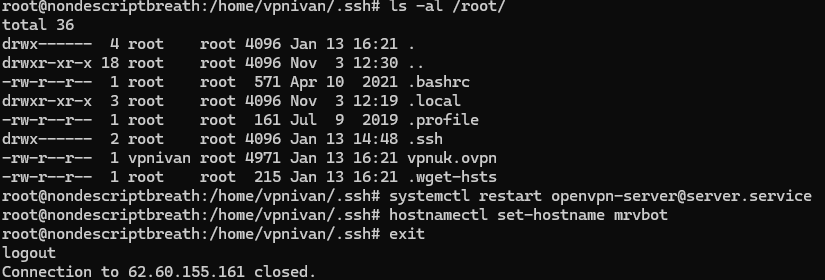 root@nondescriptbreath:/home/vpnivan/.ssh# ls -al /root/
total 36
drwx------  4 root    root 4096 Jan 13 16:21 .
drwxr-xr-x 18 root    root 4096 Nov  3 12:30 ..
-rw-r--r--  1 root    root  571 Apr 10  2021 .bashrc
drwxr-xr-x  3 root    root 4096 Nov  3 12:19 .local
-rw-r--r--  1 root    root  161 Jul  9  2019 .profile
drwx------  2 root    root 4096 Jan 13 14:48 .ssh
-rw-r--r--  1 vpnivan root 4971 Jan 13 16:21 vpnuk.ovpn
-rw-r--r--  1 root    root  215 Jan 13 16:21 .wget-hsts
root@nondescriptbreath:/home/vpnivan/.ssh# systemctl restart openvpn-server@server.service
root@nondescriptbreath:/home/vpnivan/.ssh# hostnamectl set-hostname mrvbot
root@nondescriptbreath:/home/vpnivan/.ssh# exit
logout
Connection to 62.60.155.161 closed.